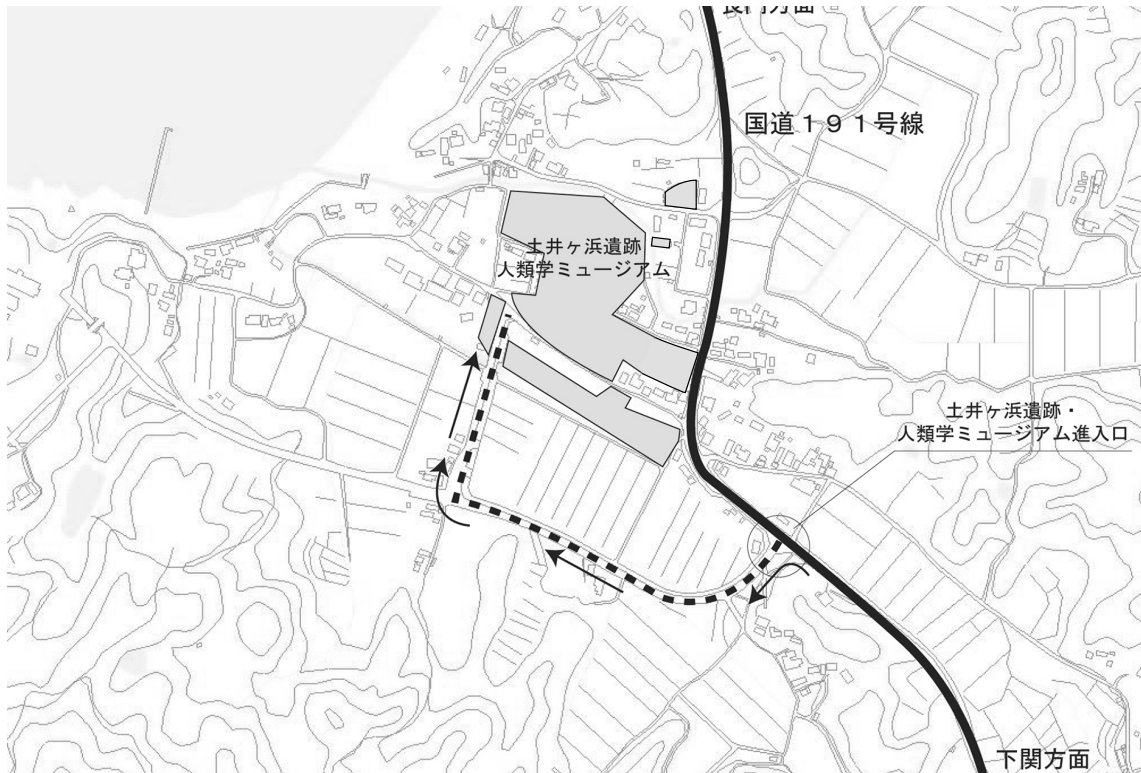 長門方面
国道191号線
土井ヶ浜遺跡
人類学ミュージアム
土井ヶ浜遺跡・
人類学ミュージアム進入口
下関方面